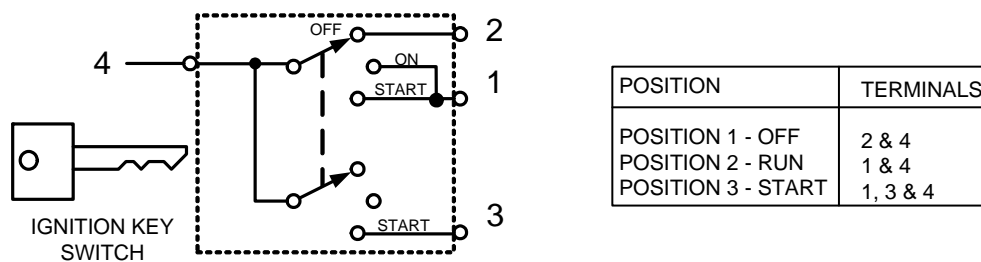 OFF
2
4
ON
1
START
3
START
IGNITION KEY
SWITCH
POSITION TERMINALS
POSITION 1 - OFF 2 & 4
POSITION 2 - RUN 1 & 4
POSITION 3 - START 1, 3 & 4